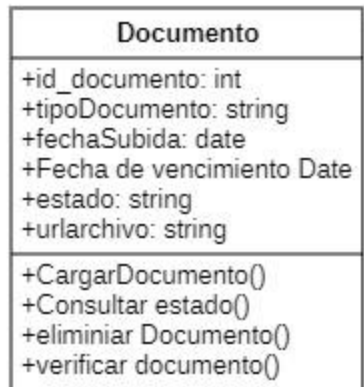 Documento
+id_documento: int
+tipoDocumento: string
+fechaSubida: date
+Fecha de vencimiento Date
+estado: string
+urlarchivo: string
+CargarDocumento()
+Consultar estado()
+eliminiar Documento()
+verificar documento()